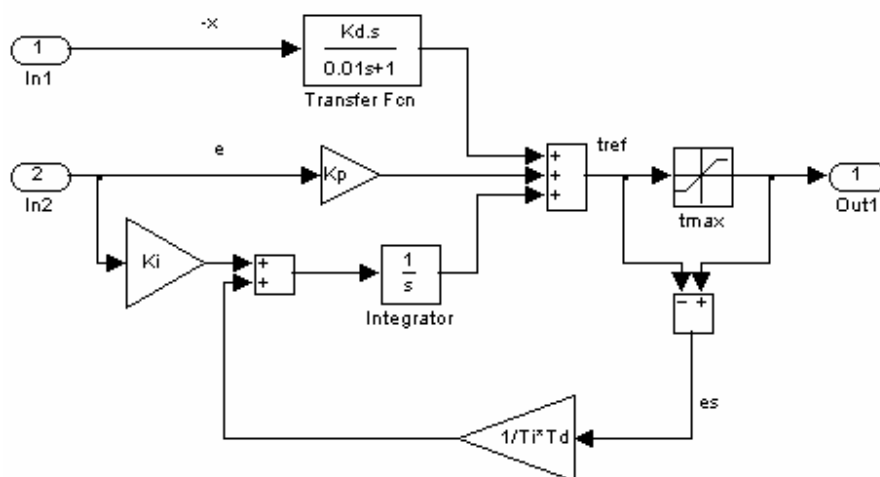 -x
1
In1
Kd.s
0.01s+1
Transfer Fcn
e
2
In2
Kp
+
+
+
tref
tmax
1
Out1
Ki
+
+
1
s
Integrator
- +
es
1/Ti*Td